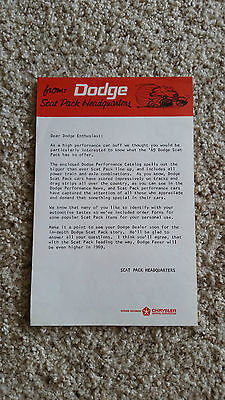 from: Dodge
Scat Pack Headquarters
Dear Dodge Enthusiast:
As a high performance car buff we thought you would be
particularly interested to know what the '69 Dodge Scat
Pack has to offer.
The enclosed Dodge Performance Catalog spells out the
bigger than ever Scat Pack line up, and includes all
power train and axle combinations. As you know, Dodge
Scat Pack cars have scored impressively on tracks and
drag strips all over the country, as you can see in the
Dodge Performance News, and Scat Pack performance cars
have captured the attention of all those who appreciate
and demand that something special in their cars.
We know that many of you like to identify with your
automotive tastes so we've included order forms for
some popular Scat Pack items for your personal use.
Make it a point to see your Dodge Dealer soon for the
in-depth Dodge Scat Pack story. He'll be glad to
answer all your questions. I think you'll agree, that
with the Scat Pack leading the way, Dodge Fever will
be even higher in 1969.
SCAT PACK HEADQUARTERS
DODGE DIVISION CHRYSLER
MOTORS CORPORATION